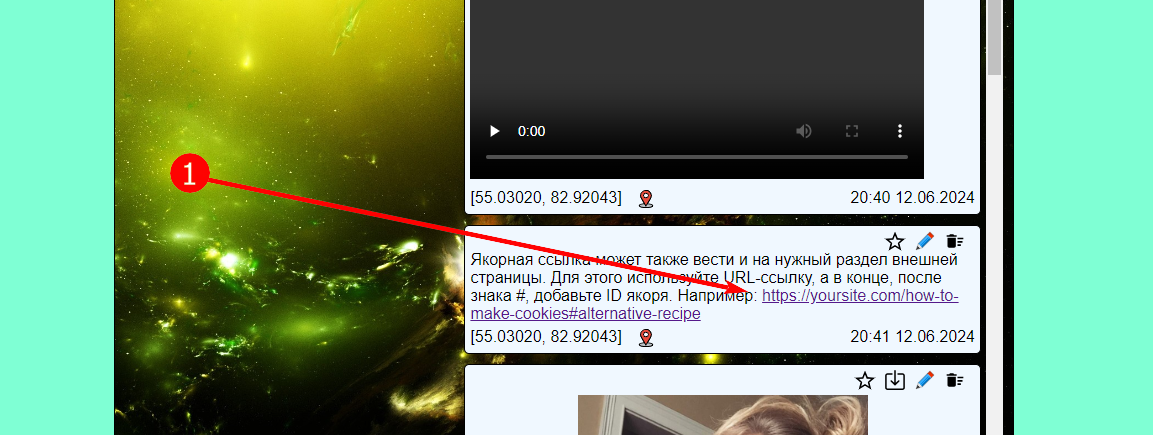 0:00
[55.03020, 82.92043] 20:40 12.06.2024
1
Якорная ссылка может также вести и на нужный раздел внешней
страницы. Для этого используйте URL-ссылку, а в конце, после
знака #, добавьте ID якоря. Например: https://yoursite.com/how-to-
make-cookies#alternative-recipe
[55.03020, 82.92043] 20:41 12.06.2024